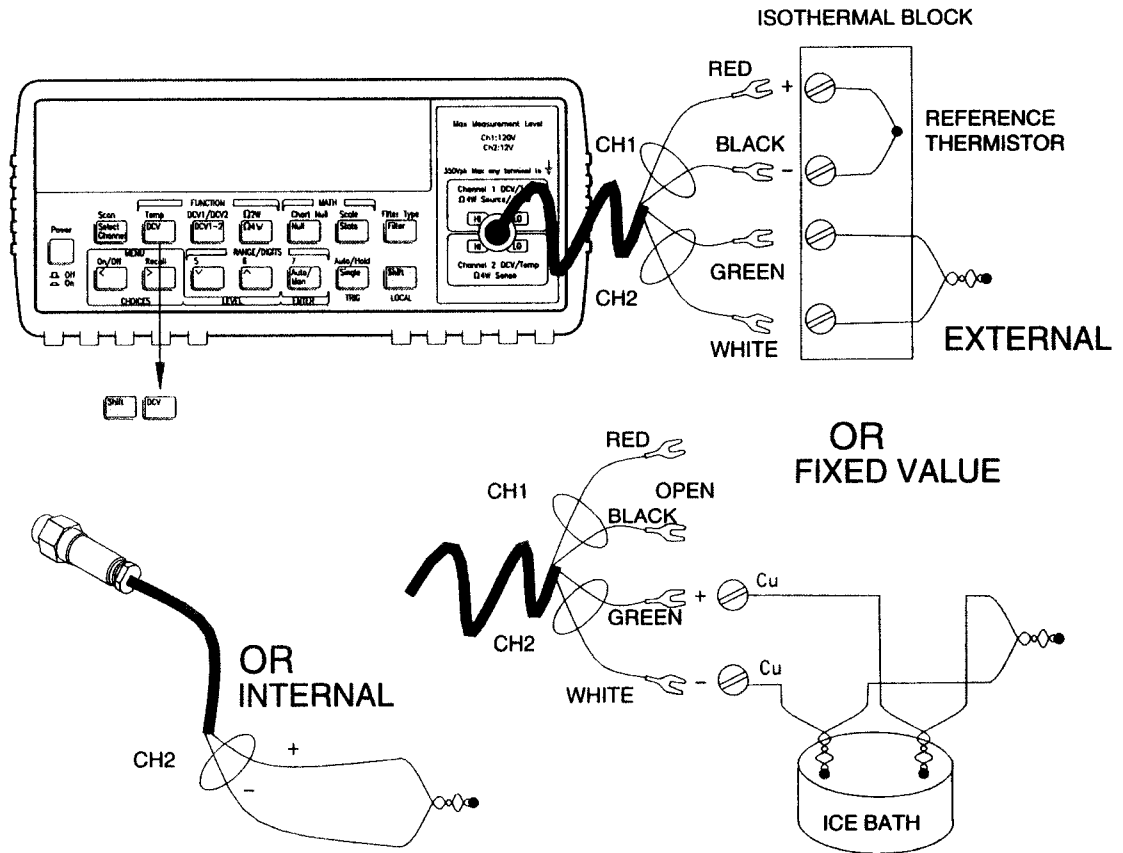 ISOTHERMAL BLOCK
RED
+
REFERENCE
THERMISTOR
CH1
BLACK
-
GREEN
CH2
WHITE
EXTERNAL
Max Measurement Level
Ch1:120V
Ch2:12V
350Vpk Max any terminal to
Channel 1 DCV/
Ω4W Source/
HI
LO
HI
LO
Channel 2 DCV/Temp
Ω4W Sense
FUNCTION
MATH
Scan
Temp
DCV1/DCV2
Ω2W
Chart Null
Scale
Filter Type
Power
Select
Channel
DCV
DCV1-2
Ω4W
Null
Stats
Filter
Off
On
MENU
RANGE/DIGITS
On/Off
Recall
5
6
7
Auto/Hold
<
>
Auto/
Man
Single
Shift
CHOICES
LEVEL
ENTER
TRIG
LOCAL
Shift
DCV
OR
FIXED VALUE
RED
CH1
OPEN
BLACK
+
Cu
GREEN
CH2
WHITE
-
Cu
ICE BATH
OR
INTERNAL
CH2
+
-